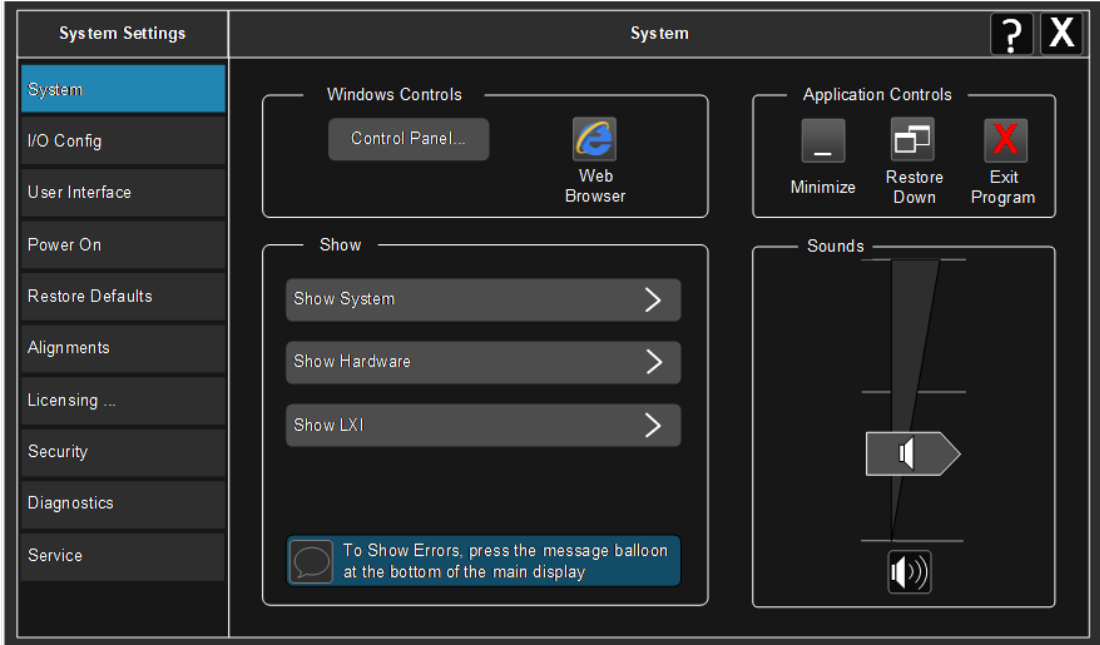 System Settings
System
?
X
System
I/O Config
User Interface
Power On
Restore Defaults
Alignments
Licensing ...
Security
Diagnostics
Service
Windows Controls
Control Panel...
Web
Browser
Application Controls
Minimize
Restore
Down
X
Exit
Program
Show
Show System
Show Hardware
Show LXI
To Show Errors, press the message balloon
at the bottom of the main display
Sounds